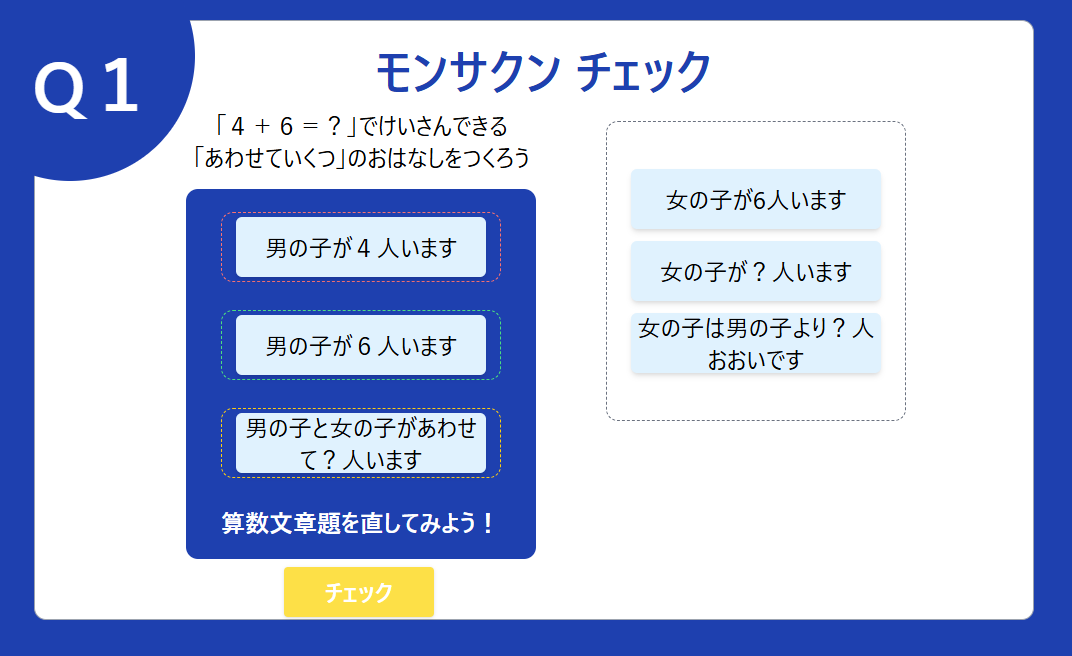 Q 1
モンサクン チェック
「４＋６＝？」でけいさんできる
「あわせていくつ」のおはなしをつくろう
男の子が４人います
男の子が６人います
男の子と女の子があわせ
て？人います
算数文章題を直してみよう！
チェック
女の子が6人います
女の子が？人います
女の子は男の子より？人
おおいです